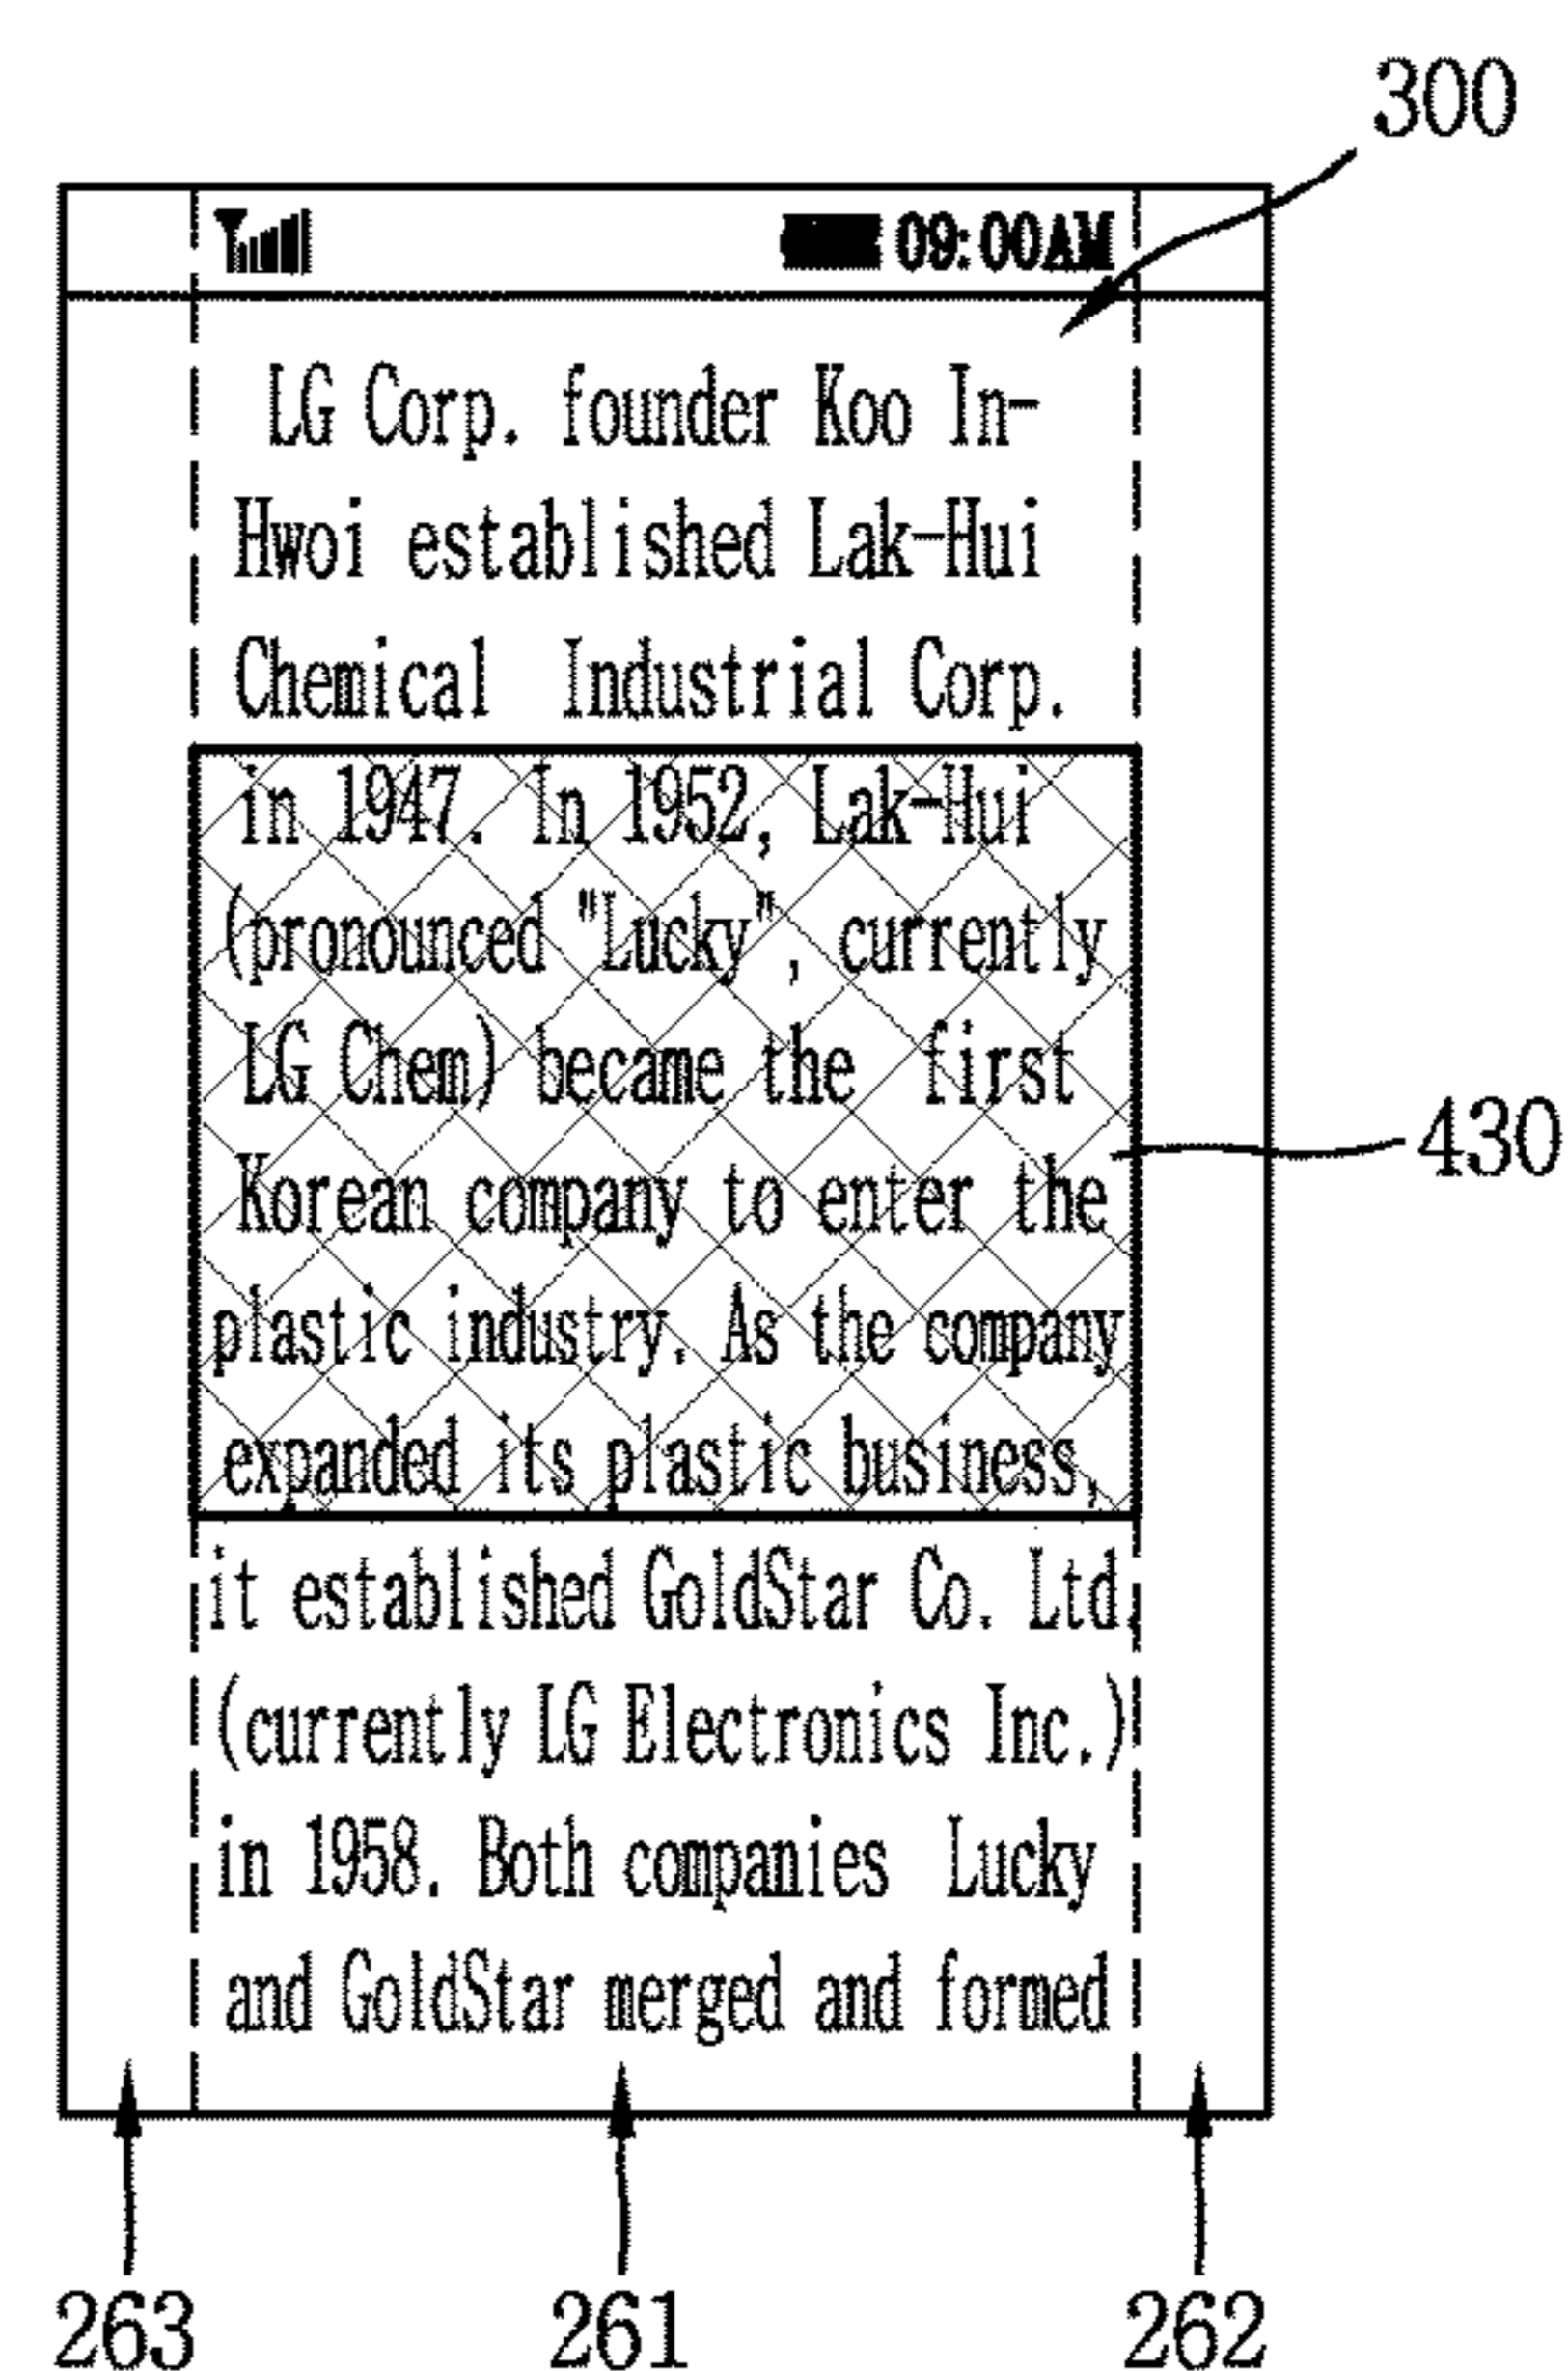 300
09:00AM
LG Corp. founder Koo In-
Hwoi established Lak-Hui
Chemical Industrial Corp.
in 1947. In 1952, Lak-Hui
(pronounced "Lucky", currently
LG Chem) became the first
Korean company to enter the
plastic industry. As the company
expanded its plastic business,
430
it established GoldStar Co. Ltd.
(currently LG Electronics Inc.)
in 1958. Both companies Lucky
and GoldStar merged and formed
263 261 262